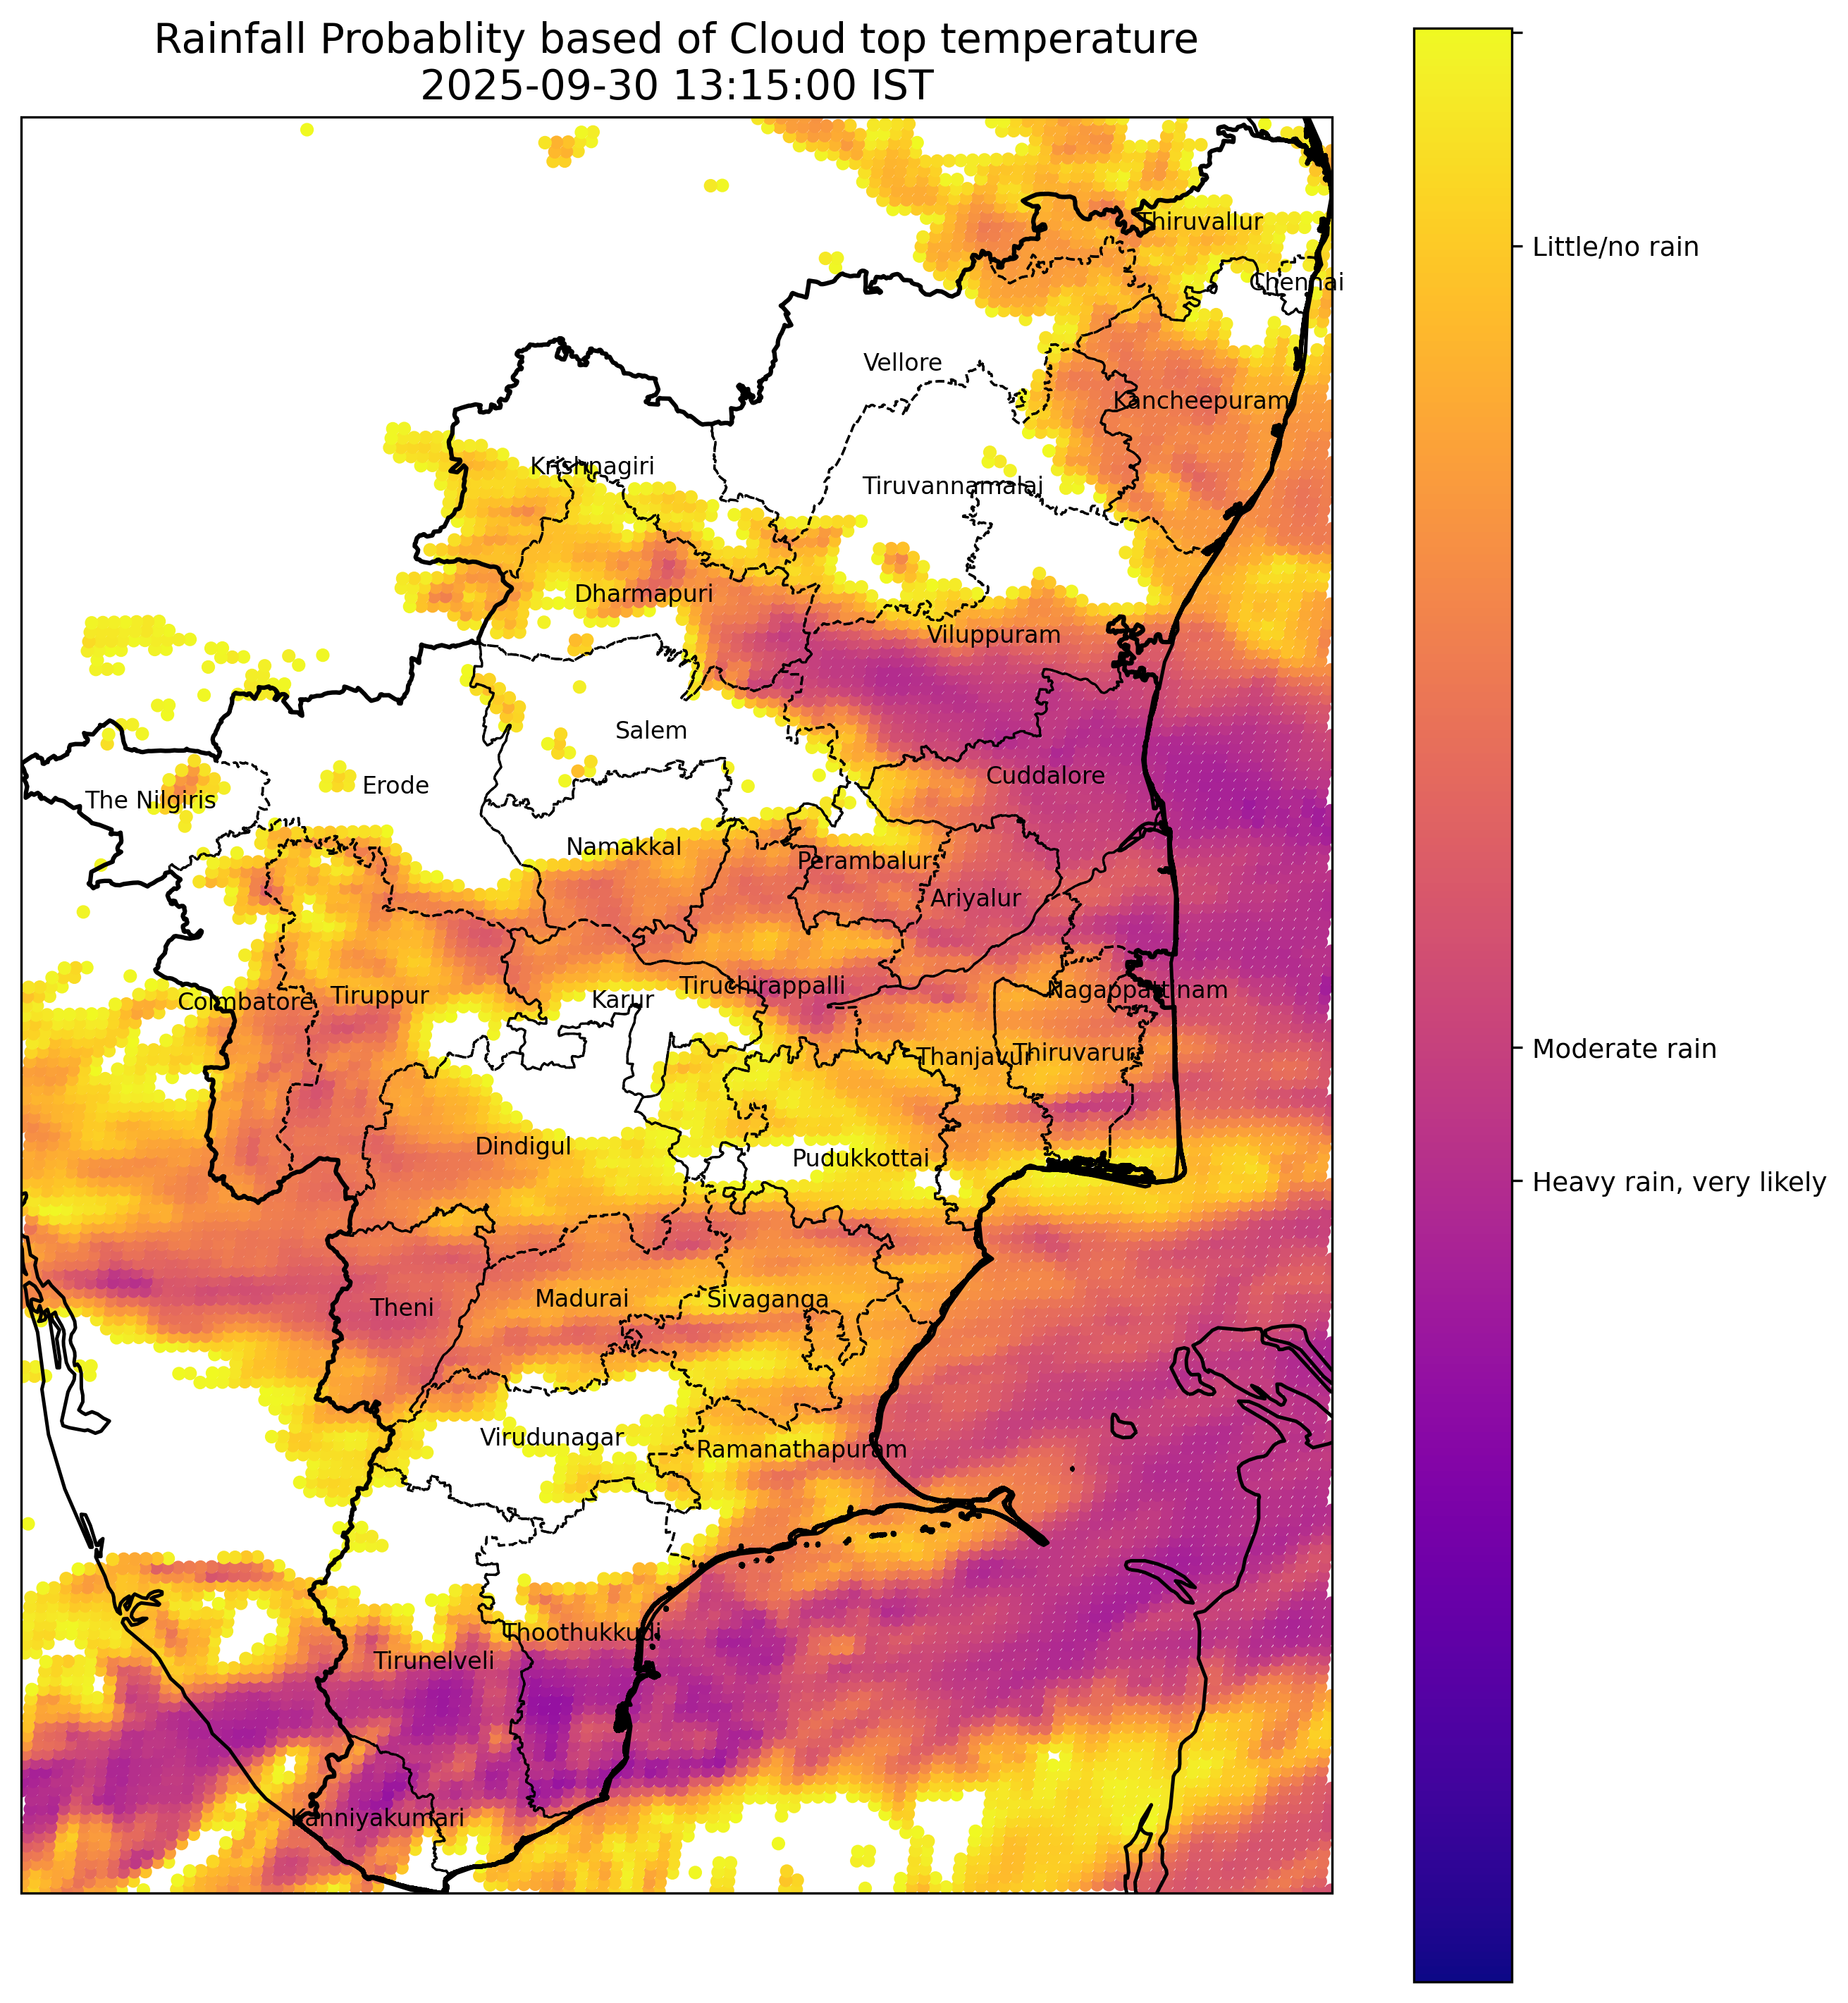 Rainfall Probablity based of Cloud top temperature
2025-09-30 13:15:00 IST
Thiruvallur
Chennai
Vellore
Kancheepuram
Krishnagiri
Tiruvannamalai
Dharmapuri
Viluppuram
Salem
Cuddalore
Erode
The Nilgiris
Namakkal
Perambalur
Ariyalur
Tiruchirappalli
Nagappattinam
Coimbatore
Tiruppur
Karur
Thanjavur
Thiruvarur
Dindigul
Pudukkottai
Theni
Madurai
Sivaganga
Virudunagar
Ramanathapuram
Thoothukkudi
Tirunelveli
Kanniyakumari
Little/no rain
Moderate rain
Heavy rain, very likely